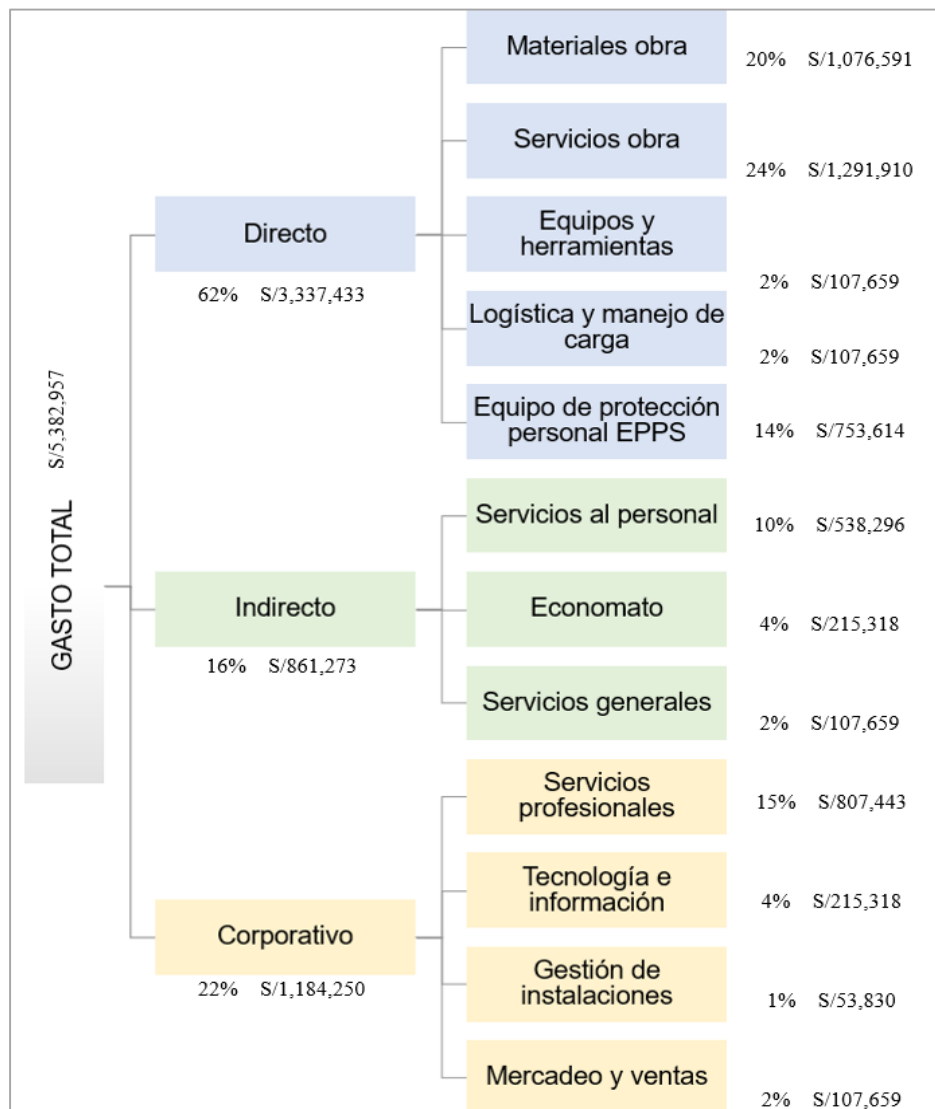 GASTO TOTAL
S/5,382,957
Directo
62% S/3,337,433
Materiales obra
20% S/1,076,591
Servicios obra
24% S/1,291,910
Equipos y
herramientas
2% S/107,659
Logística y manejo de
carga
2% S/107,659
Equipo de protección
personal EPPS
14% S/753,614
Indirecto
16% S/861,273
Servicios al personal
10% S/538,296
Economato
4% S/215,318
Servicios generales
2% S/107,659
Corporativo
22% S/1,184,250
Servicios
profesionales
15% S/807,443
Tecnología e
información
4% S/215,318
Gestión de
instalaciones
1% S/53,830
Mercadeo y ventas
2% S/107,659